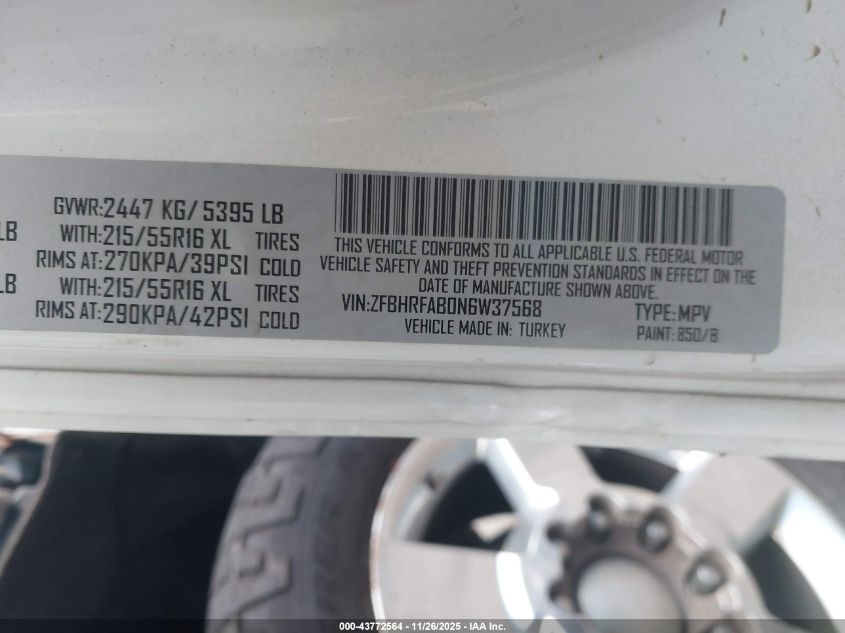 GVWR:2447 KG/ 5395 LB
LB WITH:215/55R16 XL TIRES
RIMS AT:270KPA/39PSI COLD
LB WITH:215/55R16 XL TIRES
RIMS AT:290KPA/42PSI COLD
THIS VEHICLE CONFORMS TO ALL APPLICABLE U.S. FEDERAL MOTOR
VEHICLE SAFETY AND THEFT PREVENTION STANDARDS IN EFFECT ON THE
DATE OF MANUFACTURE SHOWN ABOVE.
VIN:ZFBHRFAB0N6W37568 TYPE:MPV
VEHICLE MADE IN: TURKEY PAINT: 850/B
000-43772564 - 11/26/2025 - IAA Inc.